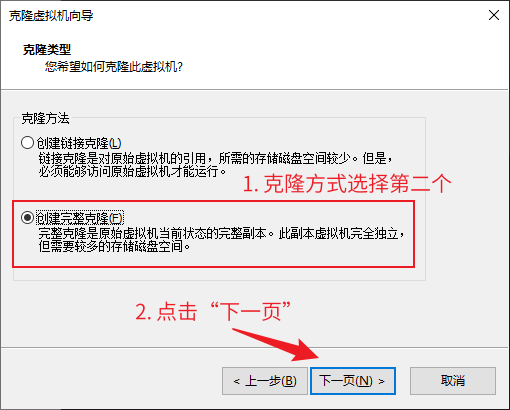 克隆虚拟机向导
克隆类型
您希望如何克隆此虚拟机?
克隆方法
创建链接克隆(L)
链接克隆是对原始虚拟机的引用，所需的存储磁盘空间较少。但是，
必须能够访问原始虚拟机才能运行。
1. 克隆方式选择第二个
创建完整克隆(F)
完整克隆是原始虚拟机当前状态的完整副本。此副本虚拟机完全独立，
但需要较多的存储磁盘空间。
2. 点击“下一页”
< 上一步(B)
下一页(N) >
取消